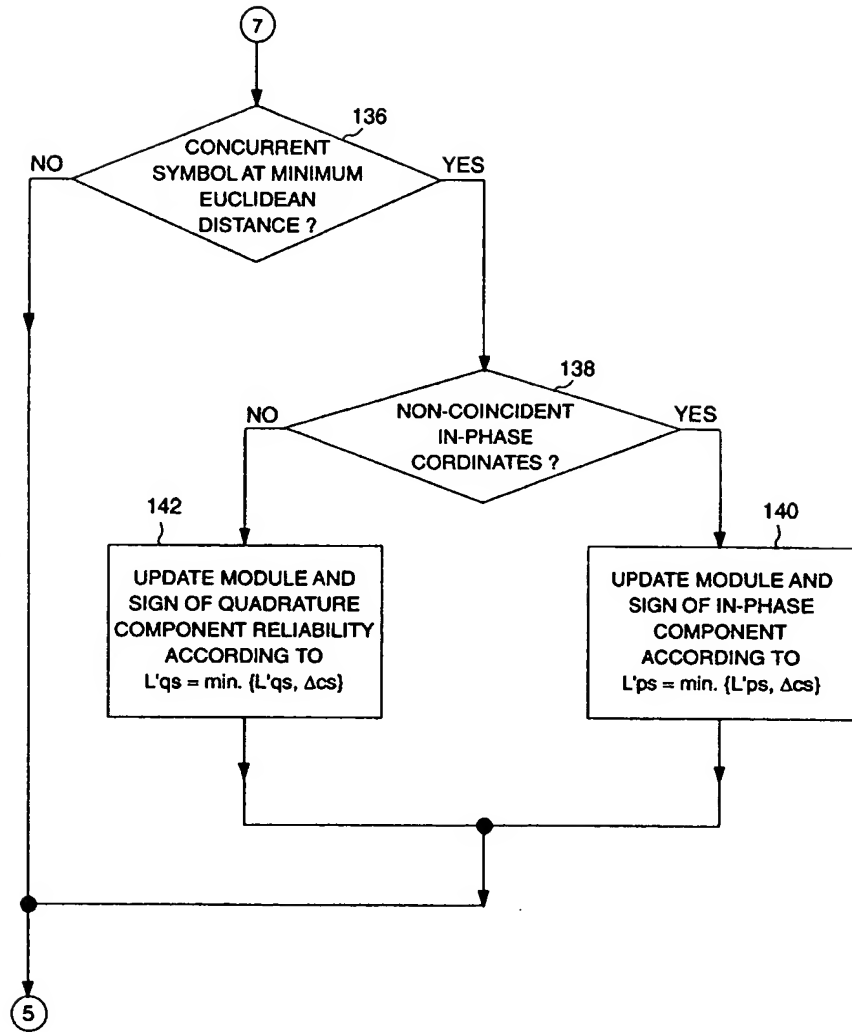 7
136
CONCURRENT
SYMBOL AT MINIMUM
EUCLIDEAN
DISTANCE ?
NO
YES
138
NON-COINCIDENT
IN-PHASE
CORDINATES ?
NO
YES
142
UPDATE MODULE AND
SIGN OF QUADRATURE
COMPONENT RELIABILITY
ACCORDING TO
L'qs = min. {L'qs, Δcs}
140
UPDATE MODULE AND
SIGN OF IN-PHASE
COMPONENT
ACCORDING TO
L'ps = min. {L'ps, Δcs}
5